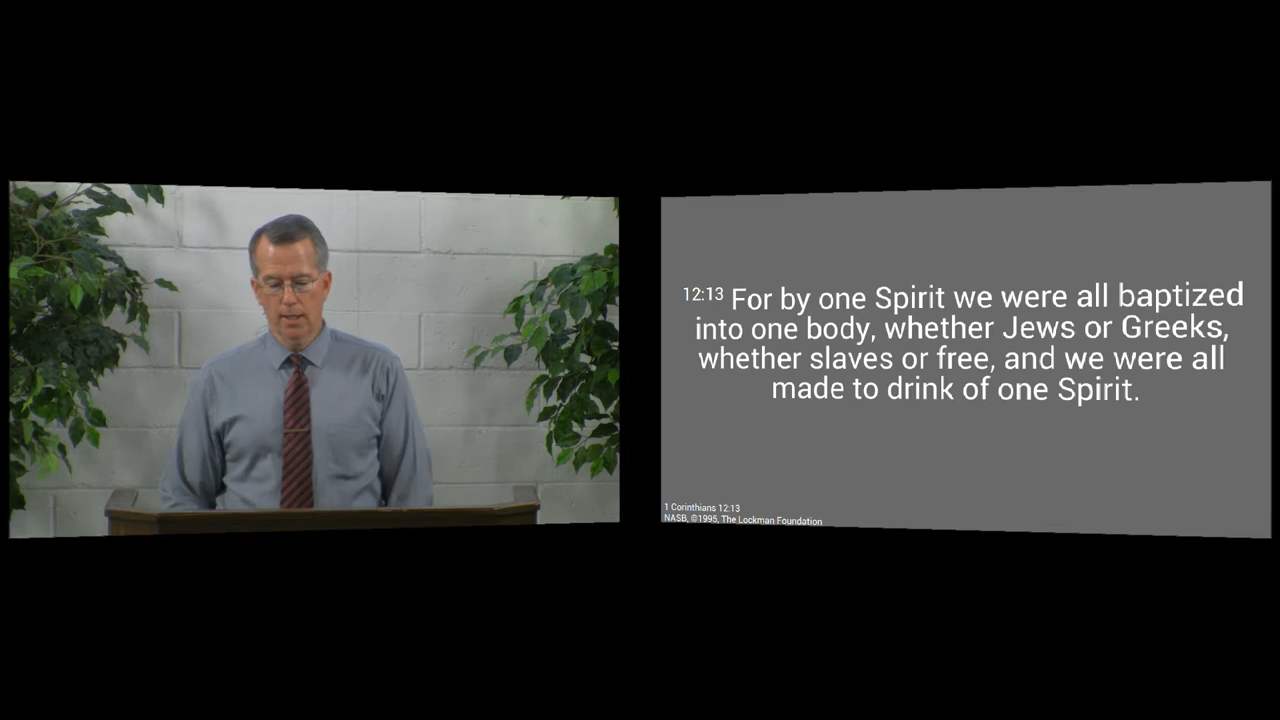 12:13 For by one Spirit we were all baptized
into one body, whether Jews or Greeks,
whether slaves or free, and we were all
made to drink of one Spirit.
1 Corinthians 12:13
NASB, ©1995, The Lockman Foundation